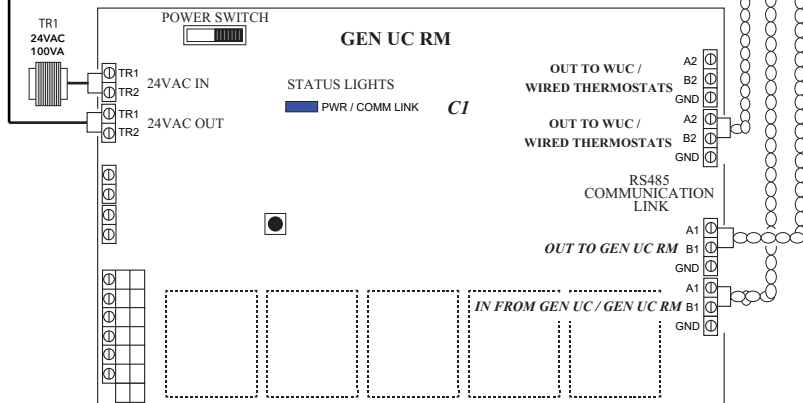 TR1
24VAC
100VA
POWER SWITCH
GEN UC RM
TR1
TR2
24VAC IN
TR1
TR2
24VAC OUT
STATUS LIGHTS
PWR / COMM LINK
C1
OUT TO WUC /
WIRED THERMOSTATS
A2
B2
GND
OUT TO WUC /
WIRED THERMOSTATS
A2
B2
GND
RS485
COMMUNICATION
LINK
OUT TO GEN UC RM
A1
B1
GND
IN FROM GEN UC / GEN UC RM
A1
B1
GND